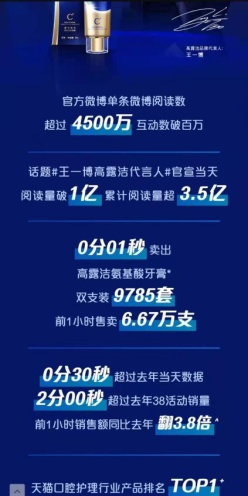 C
高露洁品牌代言人:
王一博
官方微博单条微博阅读数
超过 4500万 互动数破百万
话题#王一博高露洁代言人#官宣当天
阅读量破1亿 累计阅读量超 3.5亿
0分01秒 卖出
高露洁氨基酸牙膏*
双支装 9785套
前1小时售卖 6.67万支
0分30秒 超过去年当天数据
2分00秒 超过去年38活动销量
前1小时销售额同比去年 翻3.8倍^
天猫口腔护理行业产品排名 TOP1+